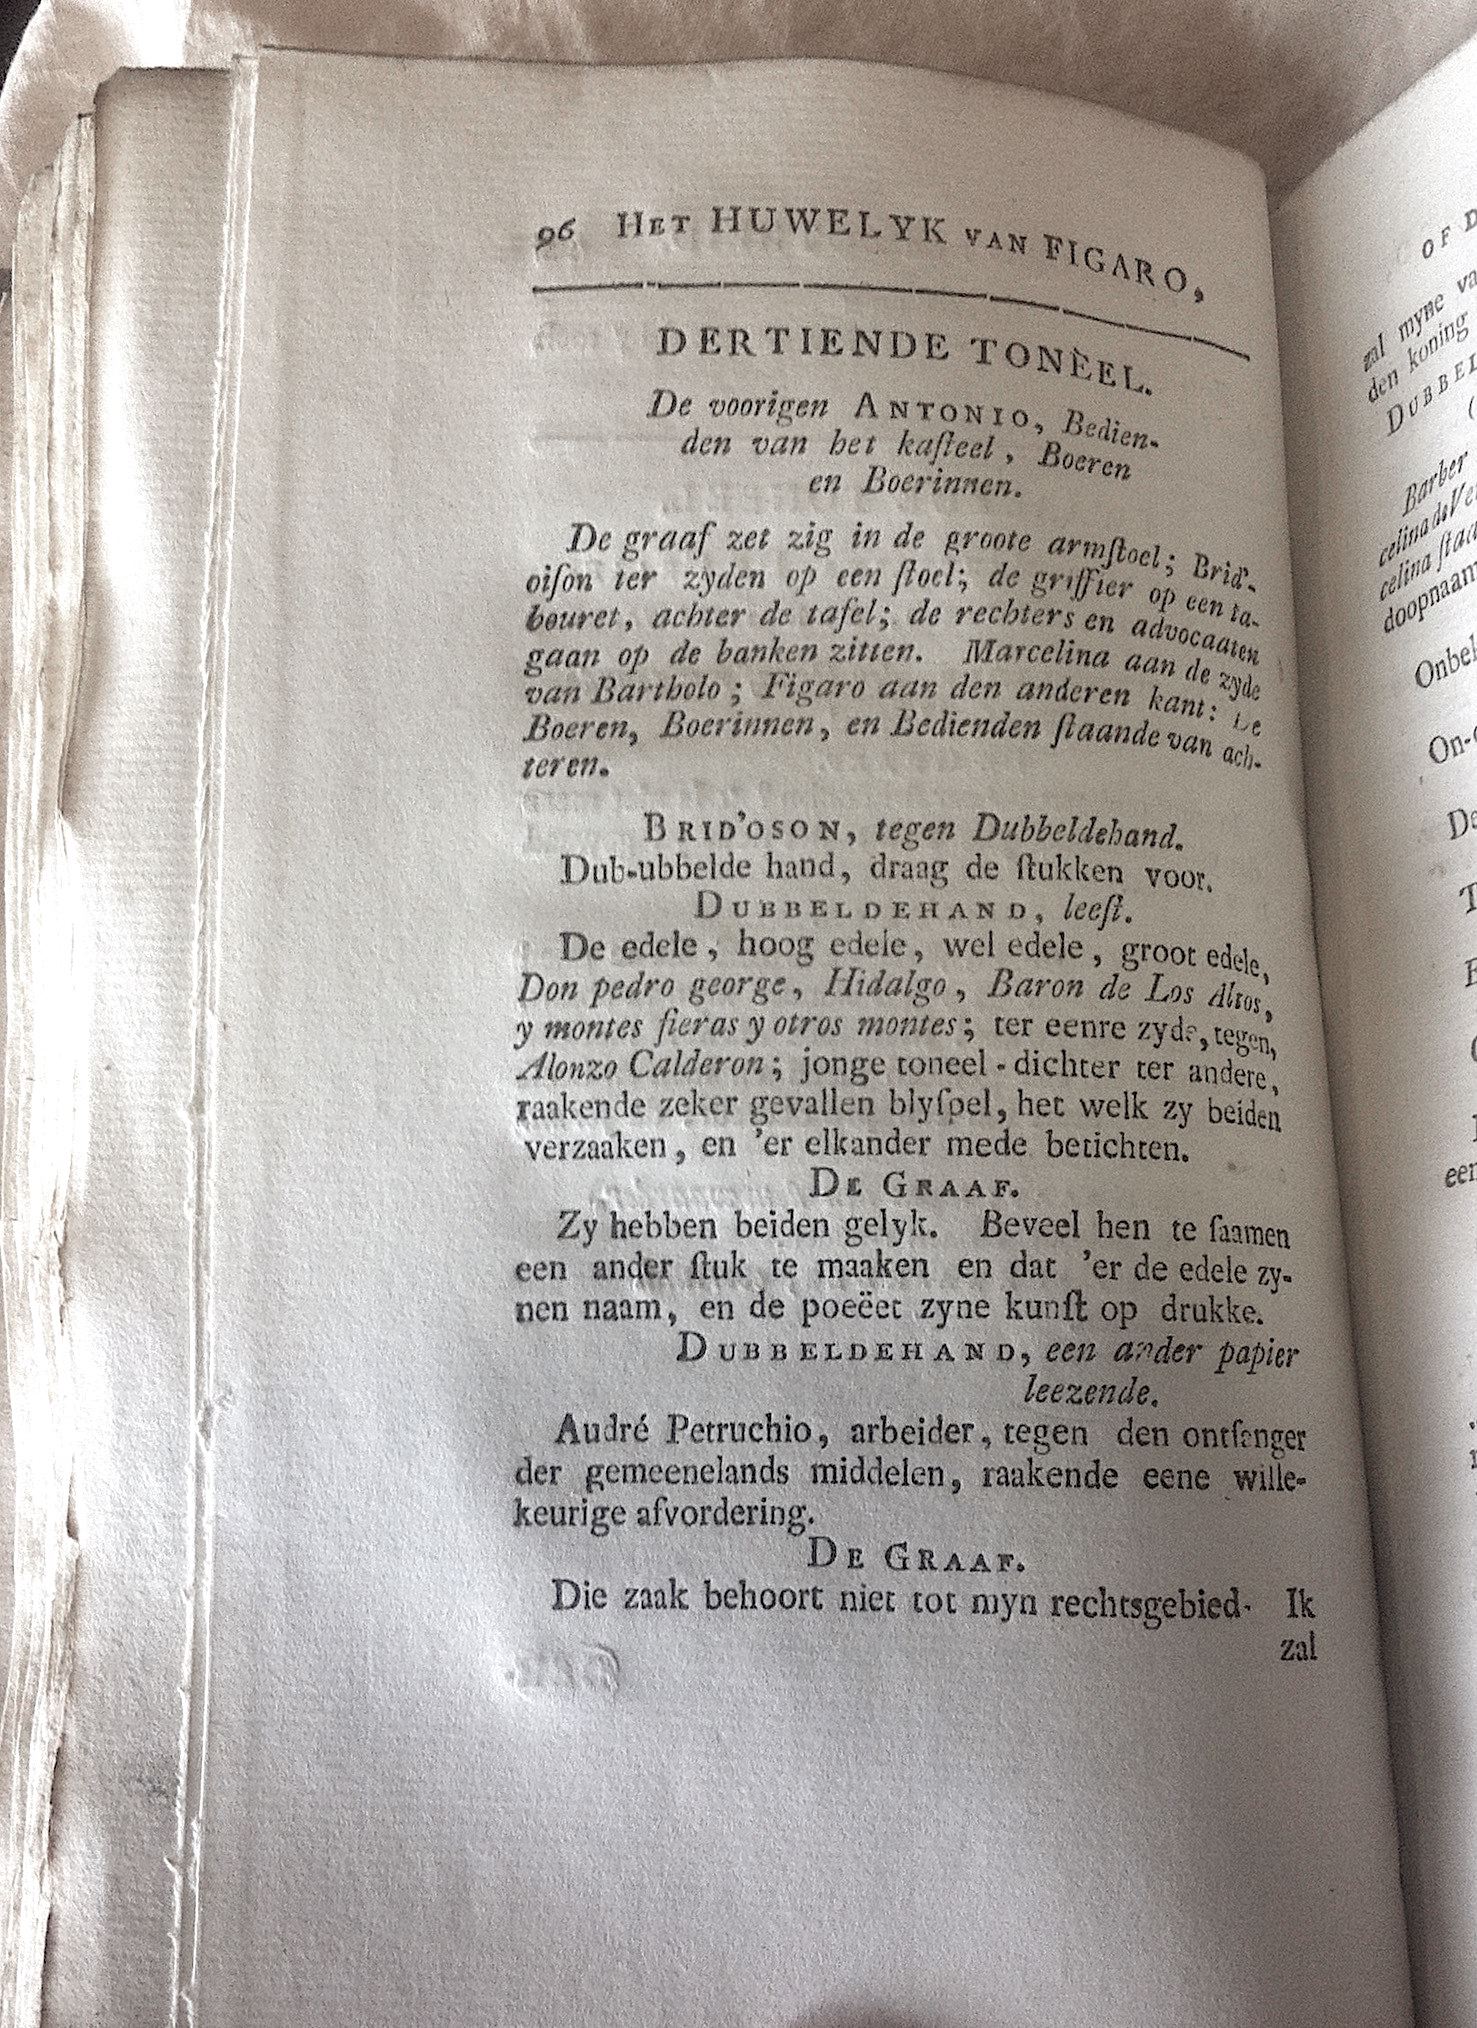 96 HET HUWELYK VAN FIGARO,
DERTIENDE TONÈEL.
De voorigen ANTONIO, Bedien-
den van het kaſteel, Boeren
en Boerinnen.
De graaf zet zig in de groote armſtoel; Brid'-
oiſon ter zyden op een ſtoel; de griffier op een ta-
bouret, achter de tafel; de rechters en advocaaten
gaan op de banken zitten. Marcelina aan de zyde
van Bartholo; Figaro aan den anderen kant: De
Boeren, Boerinnen, en Bedienden ſtaande van ach-
teren.
BRID'OSON, tegen Dubbeldehand.
Dub-ubbelde hand, draag de ſtukken voor.
DUBBELDEHAND, leeſt.
De edele, hoog edele, wel edele, groot edele,
Don pedro george, Hidalgo, Baron de Los Altos,
y montes fieras y otros montes; ter eenre zyde, tegen,
Alonzo Calderon; jonge toneel-dichter ter andere,
raakende zeker gevallen blyſpel, het welk zy beiden
verzaaken, en 'er elkander mede betichten.
DE GRAAF.
Zy hebben beiden gelyk. Beveel hen te ſaamen
een ander ſtuk te maaken en dat 'er de edele zy-
nen naam, en de poeëet zyne kunſt op drukke.
DUBBELDEHAND, een ander papier
leezende.
Audré Petruchio, arbeider, tegen den ontfanger
der gemeenelands middelen, raakende eene wille-
keurige afvordering.
DE GRAAF.
Die zaak behoort niet tot myn rechtsgebied. Ik
zal
OF
zal myne
den koning
Barber
doopnaam